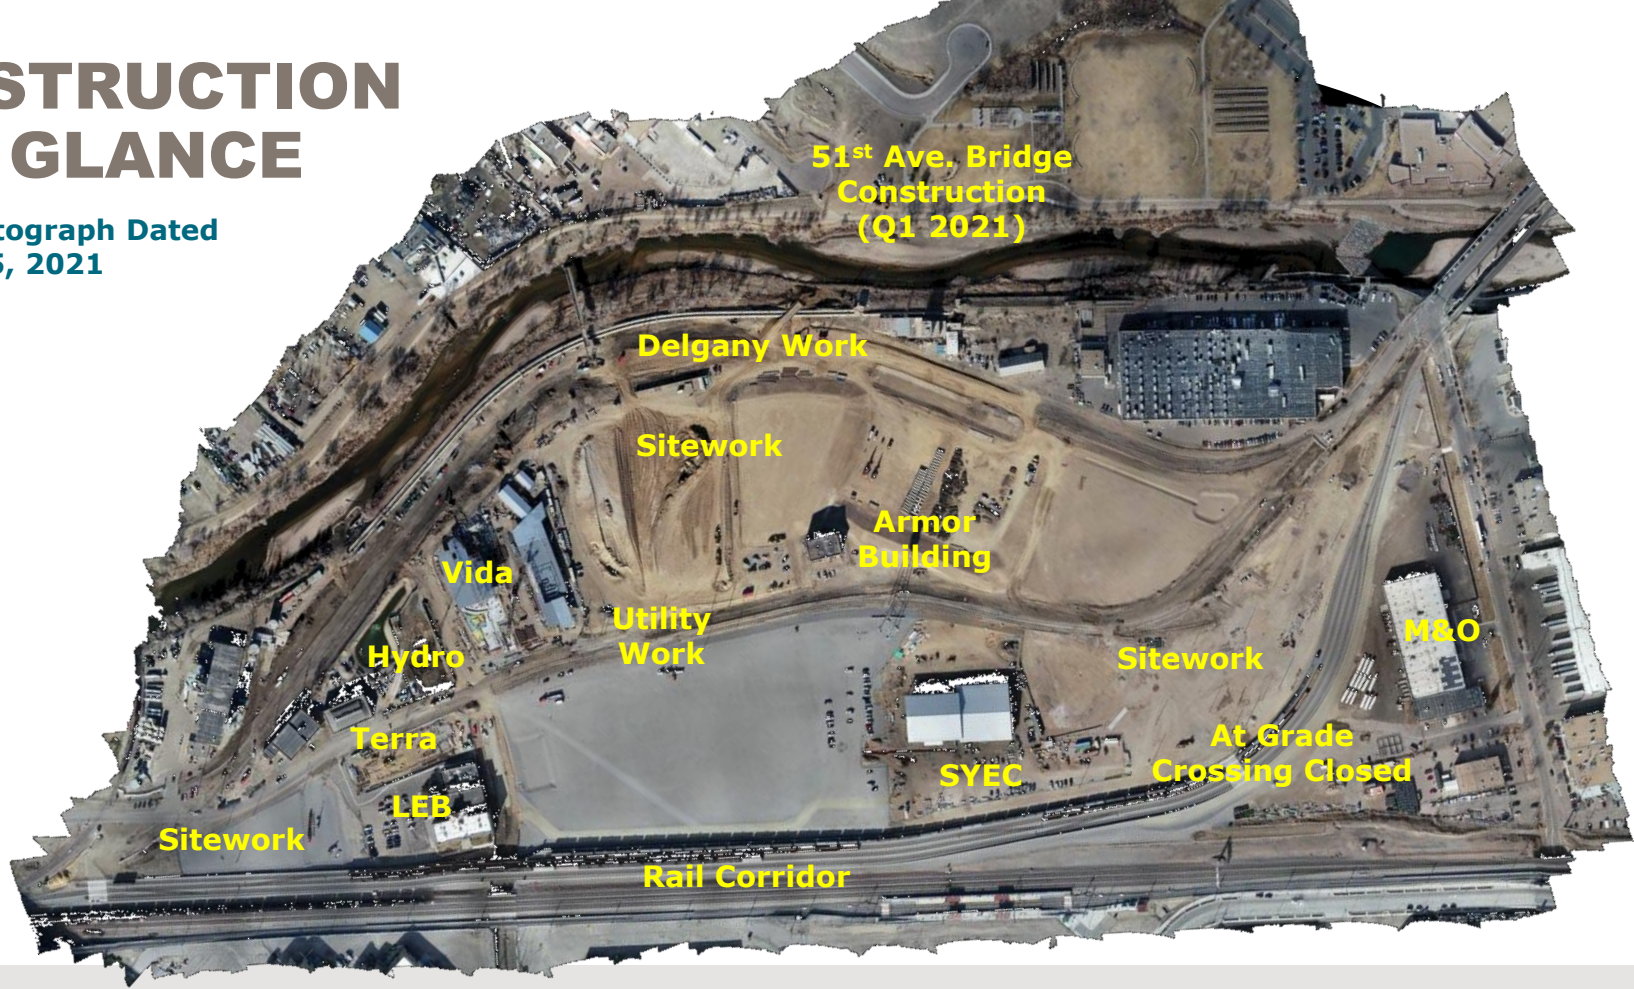 STRUCTION
GLANCE
tograph Dated
5, 2021
51st Ave. Bridge
Construction
(Q1 2021)
Delgany Work
Sitework
Armor
Building
Vida
Utility
Work
Hydro
M&O
Sitework
Terra
At Grade
Crossing Closed
SYEC
LEB
Sitework
Rail Corridor